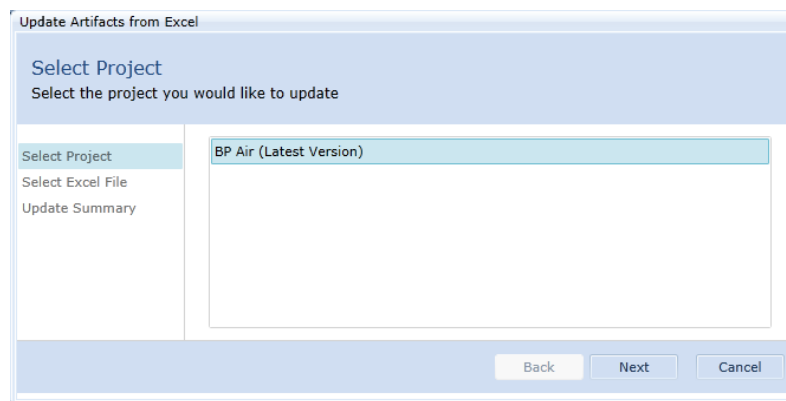 Update Artifacts from Excel
Select Project
Select the project you would like to update
Select Project
Select Excel File
Update Summary
BP Air (Latest Version)
Back
Next
Cancel